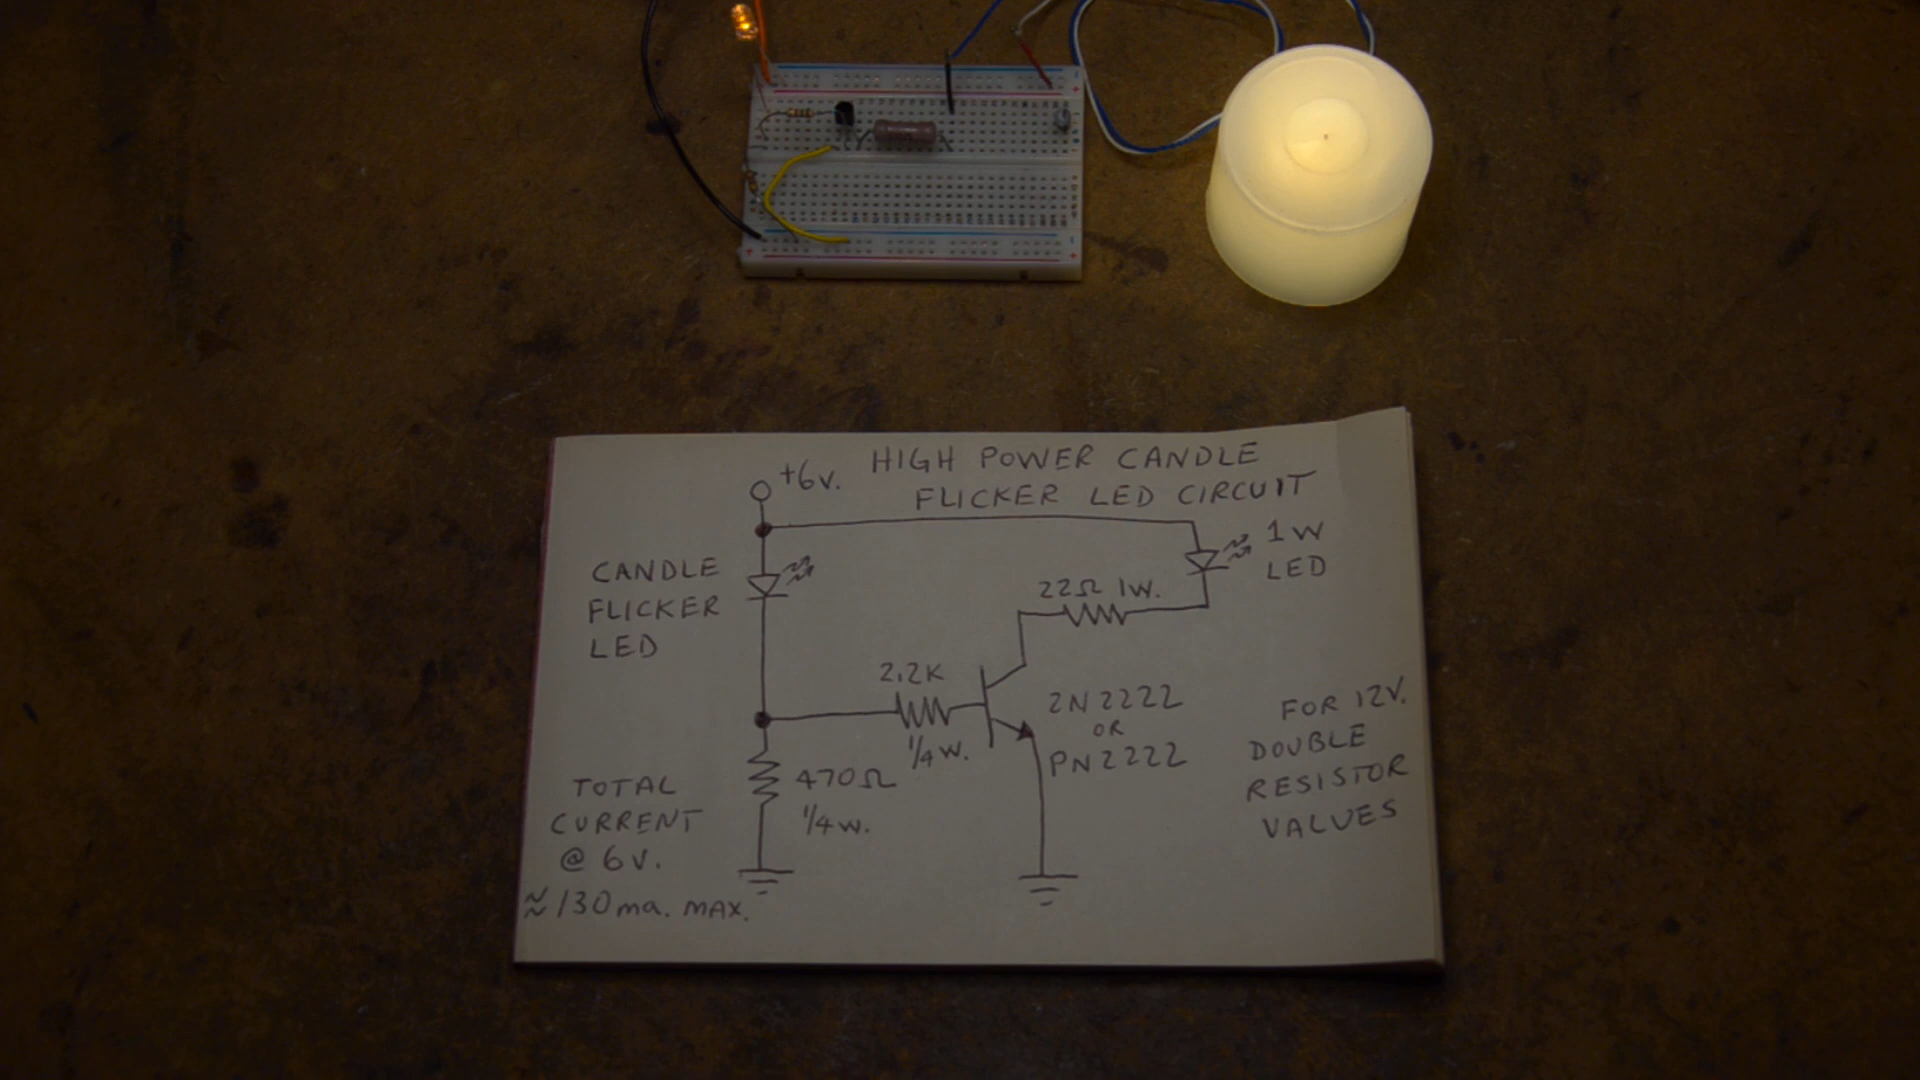 HIGH POWER CANDLE
FLICKER LED CIRCUIT
+6V.
CANDLE
FLICKER
LED
1W
LED
22Ω 1W.
2.2K
1/4W.
2N2222
OR
PN2222
470Ω
1/4W.
FOR 12V.
DOUBLE
RESISTOR
VALUES
TOTAL
CURRENT
@ 6V.
≈130ma. MAX.